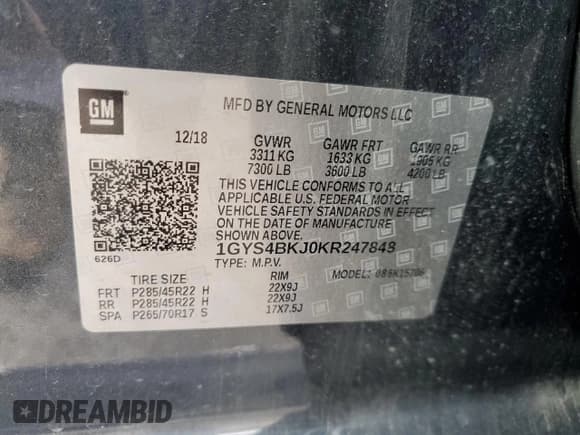 GM
MFD BY GENERAL MOTORS LLC
12/18 GVWR GAWR FRT GAWR RR
3311 KG 1633 KG 1905 KG
7300 LB 3600 LB 4200 LB
THIS VEHICLE CONFORMS TO ALL
APPLICABLE U.S. FEDERAL MOTOR
VEHICLE SAFETY STANDARDS IN EFFECT
ON THE DATE OF MANUFACTURE
SHOWN ABOVE.
626D
1GYS4BKJ0KR247848
TYPE: M.P.V. MODEL:
TIRE SIZE RIM
FRT P285/45R22 H 22X9J
RR P285/45R22 H 22X9J
SPA P265/70R17 S 17X7.5J
DREAMBID